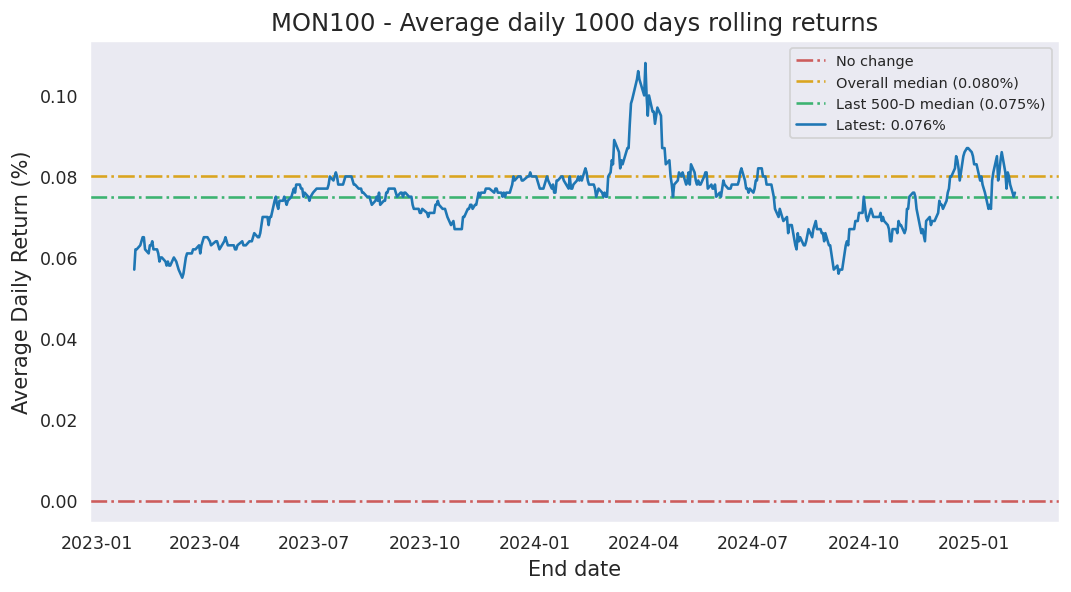 MON100 - Average daily 1000 days rolling returns
No change
Overall median (0.080%)
Last 500-D median (0.075%)
Latest: 0.076%
Average Daily Return (%)
0.10
0.08
0.06
0.04
0.02
0.00
2023-01 2023-04 2023-07 2023-10 2024-01 2024-04 2024-07 2024-10 2025-01
End date